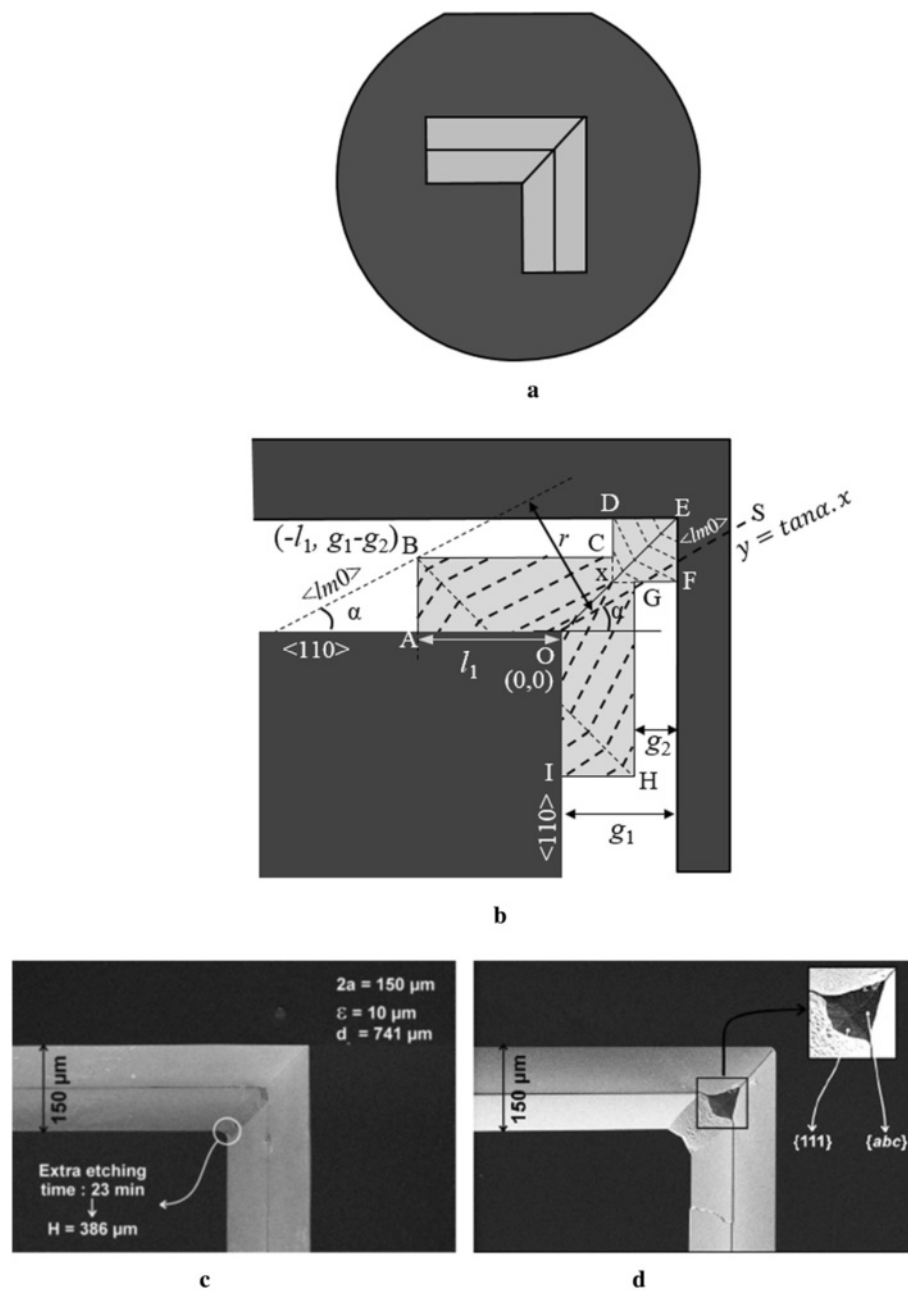 a
D
E
S
(-l₁, g₁-g₂)
B
C
r
<lm0>
y = tanα.x
<lm0>
x
F
α
G
α
<110>
A
l₁
O
(0,0)
g₂
I
H
<110>
g₁
b
2a = 150 µm
ε = 10 µm
d = 741 µm
150 µm
Extra etching
time : 23 min
H = 386 µm
c
150 µm
{111}
{abc}
d